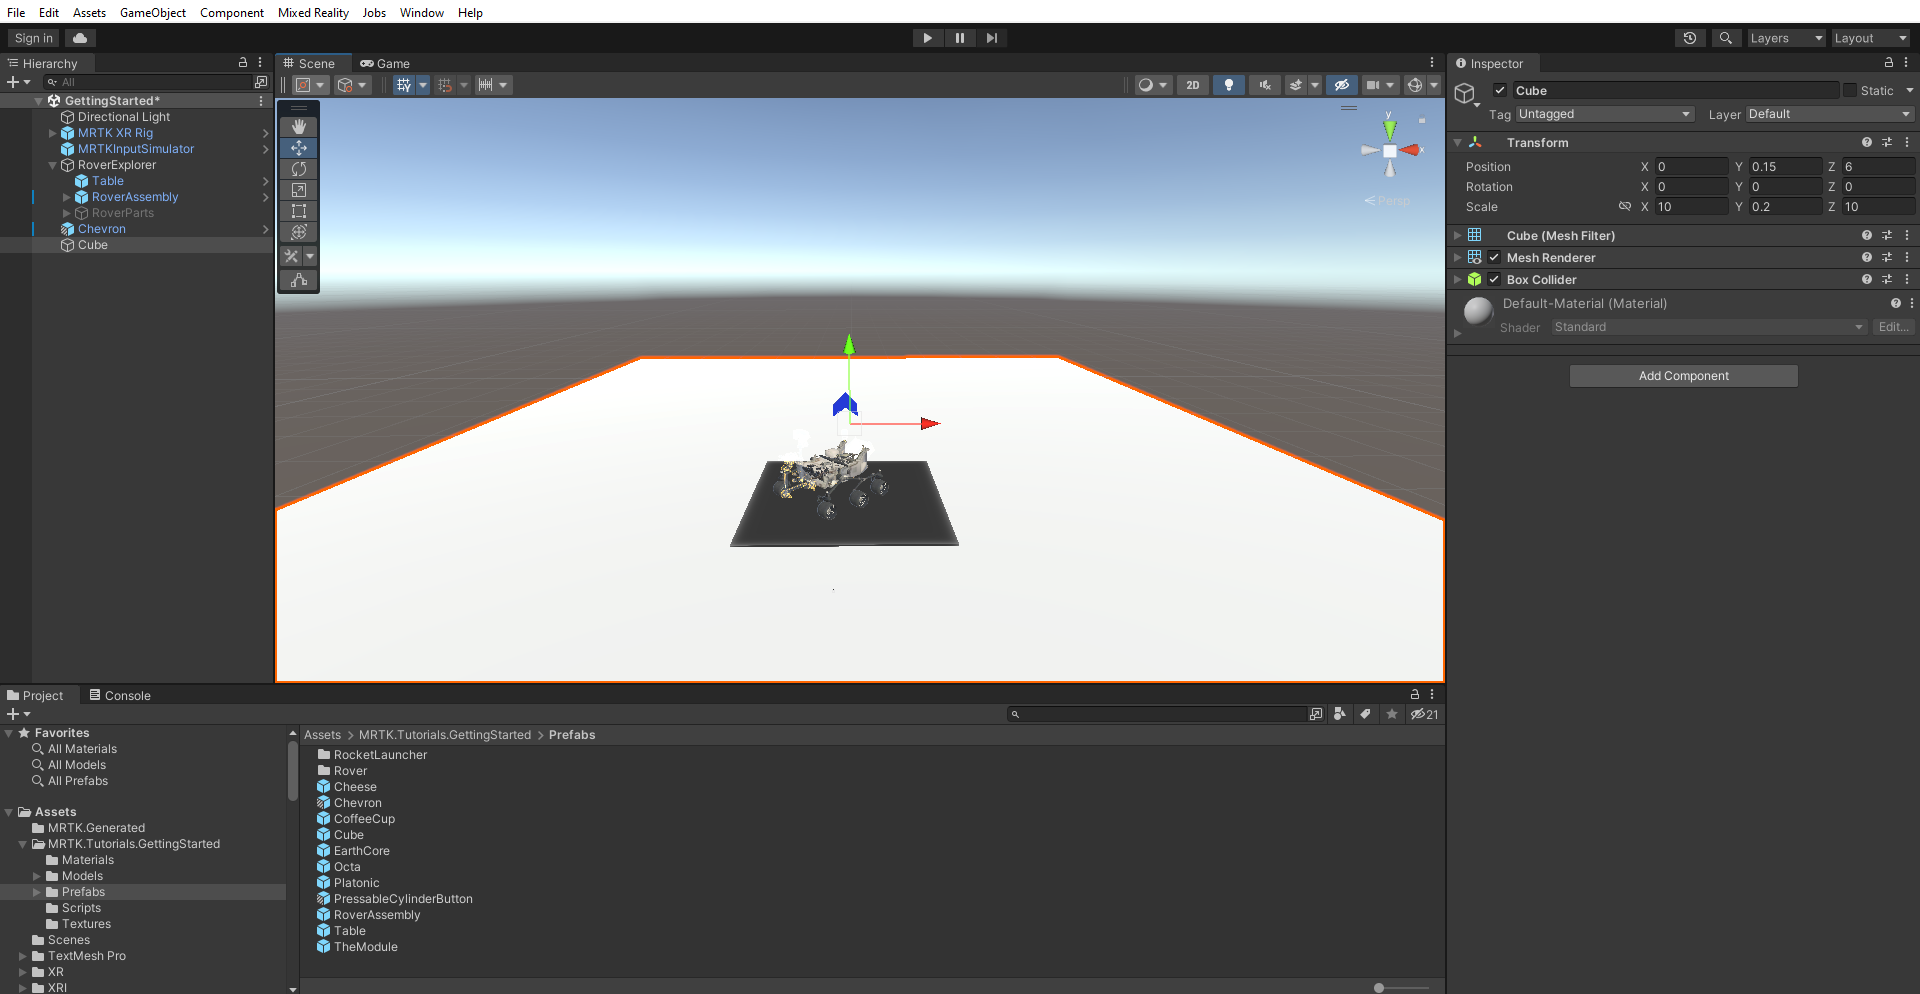 File Edit Assets GameObject Component Mixed Reality Jobs Window Help
Sign in Layers Layout
Hierarchy
All
GettingStarted*
Directional Light
MRTK XR Rig
MRTKInputSimulator
RoverExplorer
Table
RoverAssembly
RoverParts
Chevron
Cube
Scene Game
2D
y
x
Persp
Inspector
Cube Static
Tag Untagged Layer Default
Transform
Position X 0 Y 0.15 Z 6
Rotation X 0 Y 0 Z 0
Scale X 10 Y 0.2 Z 10
Cube (Mesh Filter)
Mesh Renderer
Box Collider
Default-Material (Material)
Shader Standard Edit...
Add Component
Project Console
21
Favorites
All Materials
All Models
All Prefabs
Assets
MRTK.Generated
MRTK.Tutorials.GettingStarted
Materials
Models
Prefabs
Scripts
Textures
Scenes
TextMesh Pro
XR
XRI
Assets > MRTK.Tutorials.GettingStarted > Prefabs
RocketLauncher
Rover
Cheese
Chevron
CoffeeCup
Cube
EarthCore
Octa
Platonic
PressableCylinderButton
RoverAssembly
Table
TheModule